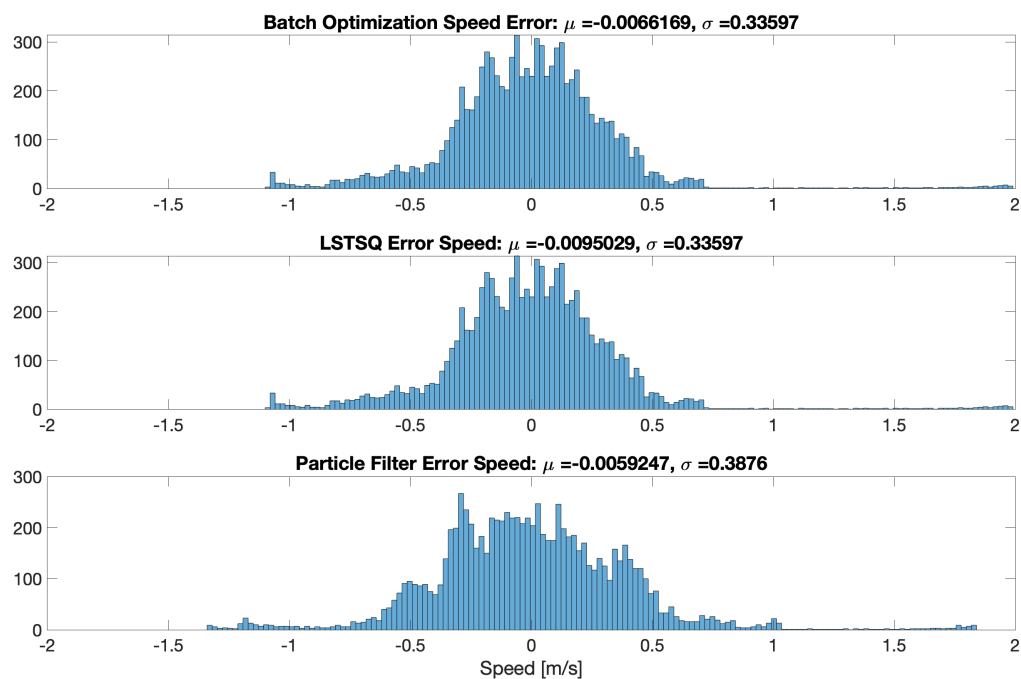 Batch Optimization Speed Error: μ =-0.0066169, σ =0.33597
300
200
100
0
-2 -1.5 -1 -0.5 0 0.5 1 1.5 2
LSTSQ Error Speed: μ =-0.0095029, σ =0.33597
300
200
100
0
-2 -1.5 -1 -0.5 0 0.5 1 1.5 2
Particle Filter Error Speed: μ =-0.0059247, σ =0.3876
300
200
100
0
-2 -1.5 -1 -0.5 0 0.5 1 1.5 2
Speed [m/s]